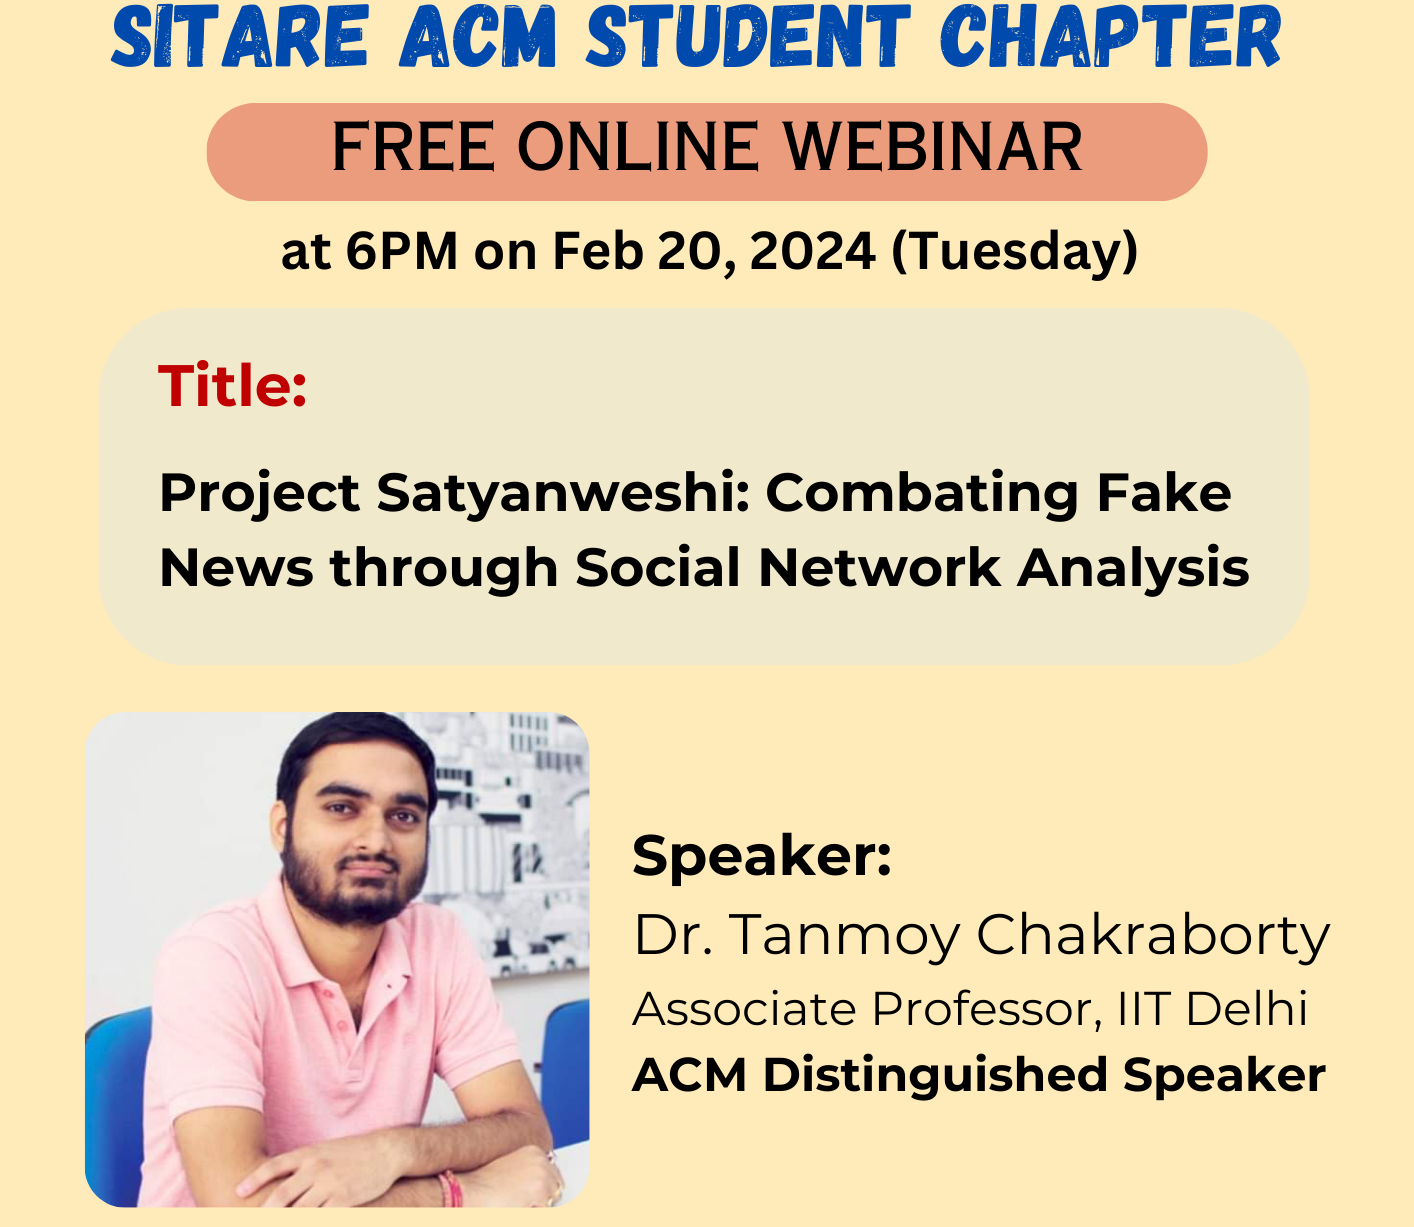 SITARE ACM STUDENT CHAPTER
FREE ONLINE WEBINAR
at 6PM on Feb 20, 2024 (Tuesday)
Title:
Project Satyanweshi: Combating Fake
News through Social Network Analysis
Speaker:
Dr. Tanmoy Chakraborty
Associate Professor, IIT Delhi
ACM Distinguished Speaker